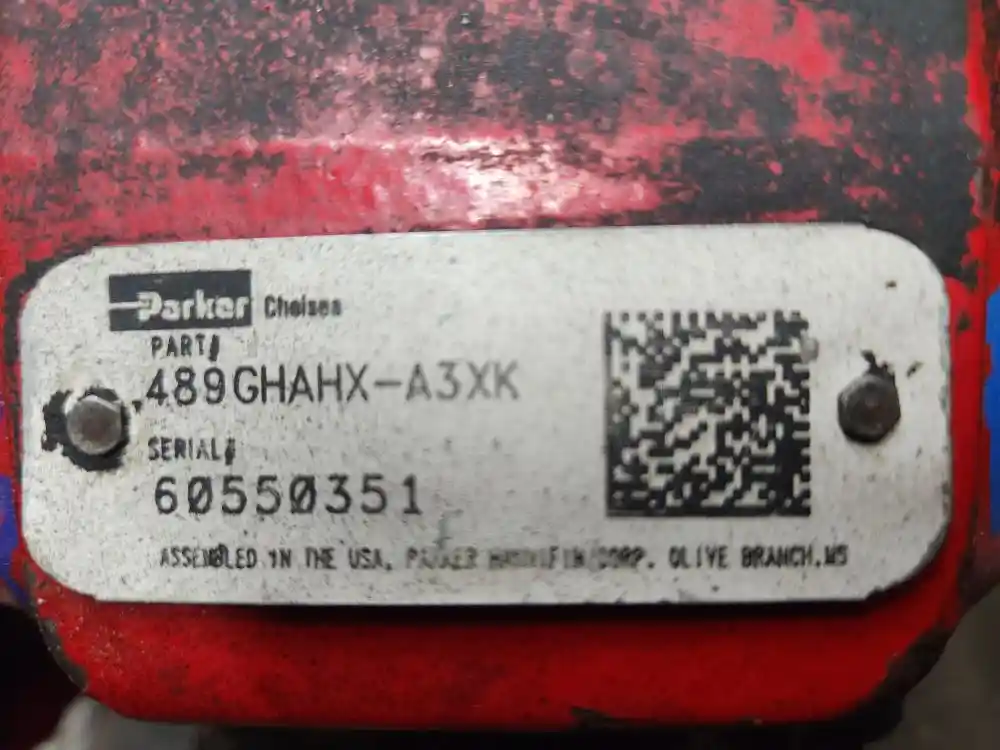 Parker Chelsea
PART#
489GHAHX-A3XK
SERIAL#
60550351
ASSEMBLED IN THE USA. PARKER HANNIFIN CORP. OLIVE BRANCH.MS